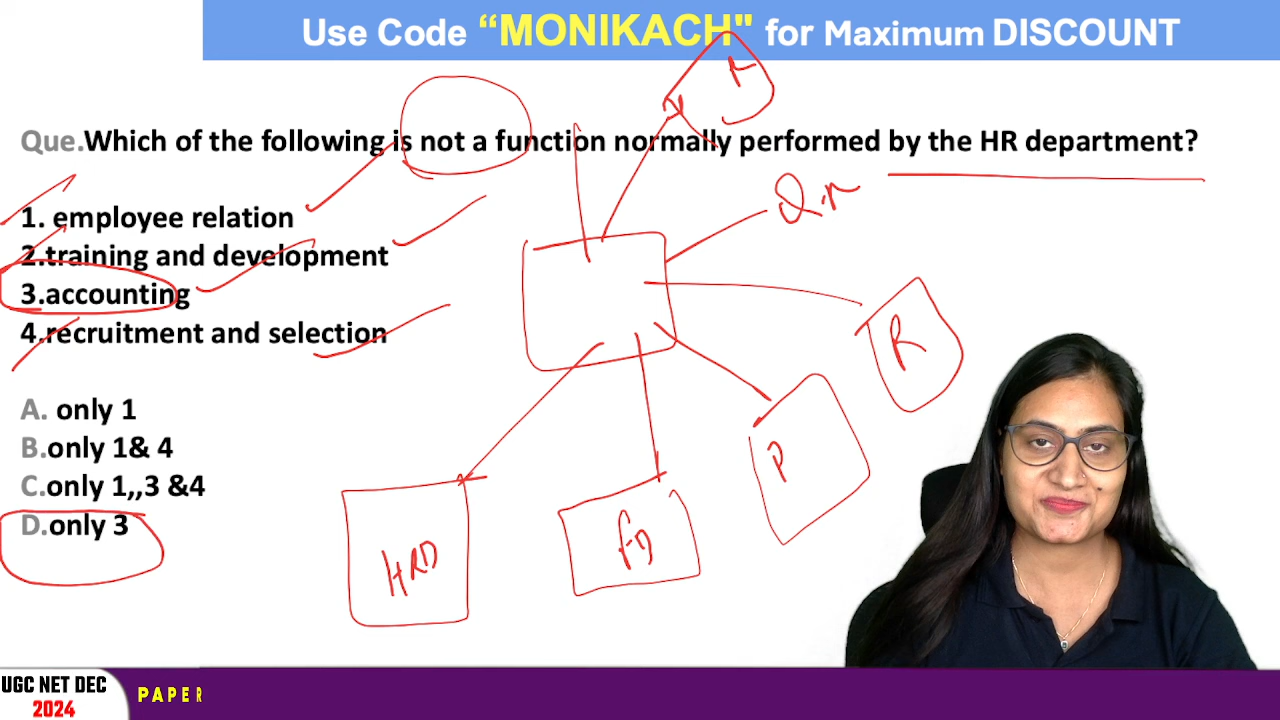 Use Code “MONIKACH" for Maximum DISCOUNT
Que.Which of the following is not a function normally performed by the HR department?
1. employee relation
2.training and development
3.accounting
4.recruitment and selection
A. only 1
B.only 1& 4
C.only 1,,3 &4
D.only 3
R
P
HRD
FD
UGC NET DEC
2024
PAPER